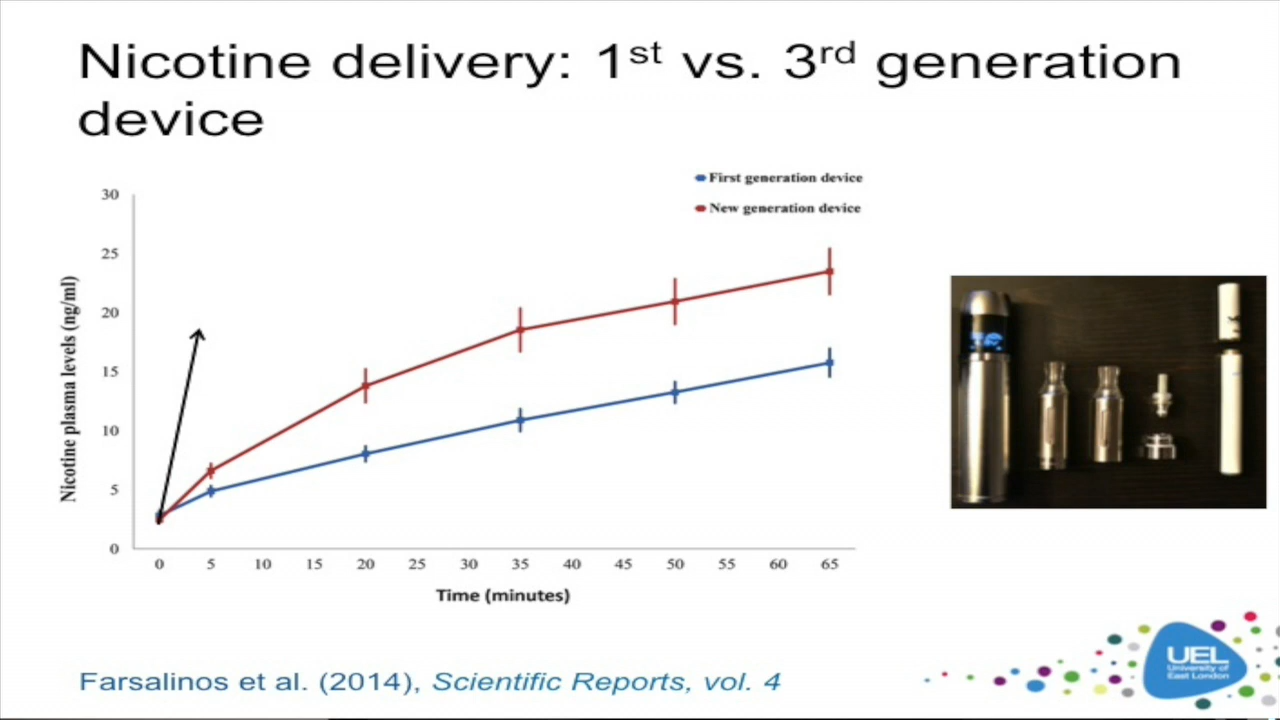 Nicotine delivery: 1st vs. 3rd generation
device
First generation device
New generation device
30
25
20
15
10
5
0
Nicotine plasma levels (ng/ml)
0 5 10 15 20 25 30 35 40 45 50 55 60 65
Time (minutes)
Farsalinos et al. (2014), Scientific Reports, vol. 4
UEL
University of
East London